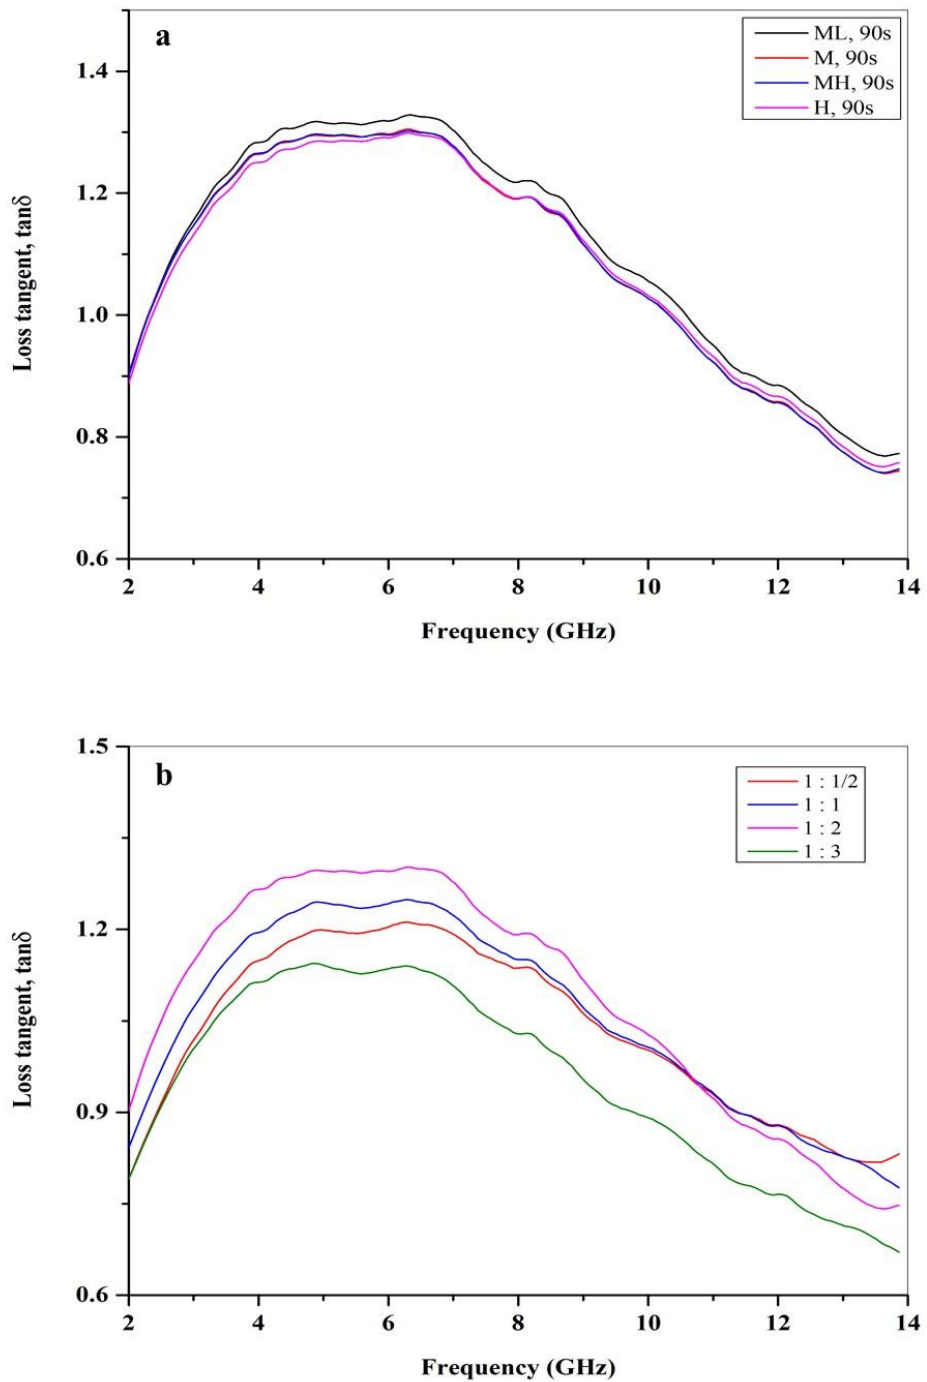 a
ML, 90s
M, 90s
MH, 90s
H, 90s
1.4
1.2
1.0
0.8
0.6
Loss tangent, tanδ
2 4 6 8 10 12 14
Frequency (GHz)
b
1 : 1/2
1 : 1
1 : 2
1 : 3
1.5
1.2
0.9
0.6
Loss tangent, tanδ
2 4 6 8 10 12 14
Frequency (GHz)